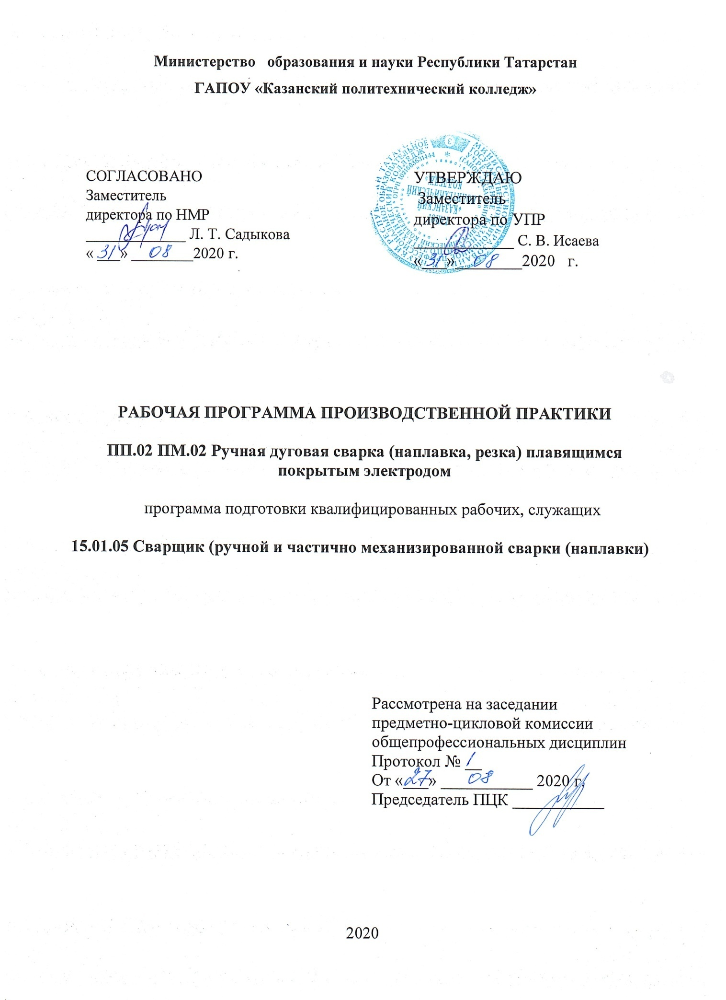 Министерство образования и науки Республики Татарстан
ГАПОУ «Казанский политехнический колледж»
СОГЛАСОВАНО
Заместитель
директора по НМР
____________ Л. Т. Садыкова
« 31 » 08 2020 г.
УТВЕРЖДАЮ
Заместитель
директора по УПР
____________ С. В. Исаева
« 31 » 08 2020 г.
РАБОЧАЯ ПРОГРАММА ПРОИЗВОДСТВЕННОЙ ПРАКТИКИ
ПП.02 ПМ.02 Ручная дуговая сварка (наплавка, резка) плавящимся
покрытым электродом
программа подготовки квалифицированных рабочих, служащих
15.01.05 Сварщик (ручной и частично механизированной сварки (наплавки)
Рассмотрена на заседании
предметно-цикловой комиссии
общепрофессиональных дисциплин
Протокол № 1
От «27» 08 2020 г.
Председатель ПЦК ___________
2020